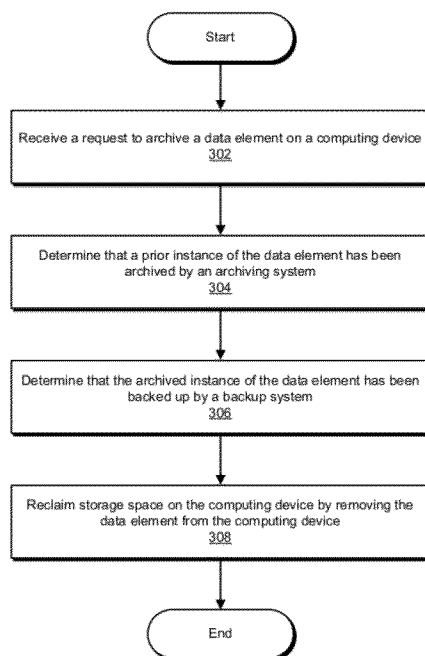 Start
Receive a request to archive a data element on a computing device
302
Determine that a prior instance of the data element has been
archived by an archiving system
304
Determine that the archived instance of the data element has been
backed up by a backup system
306
Reclaim storage space on the computing device by removing the
data element from the computing device
308
End